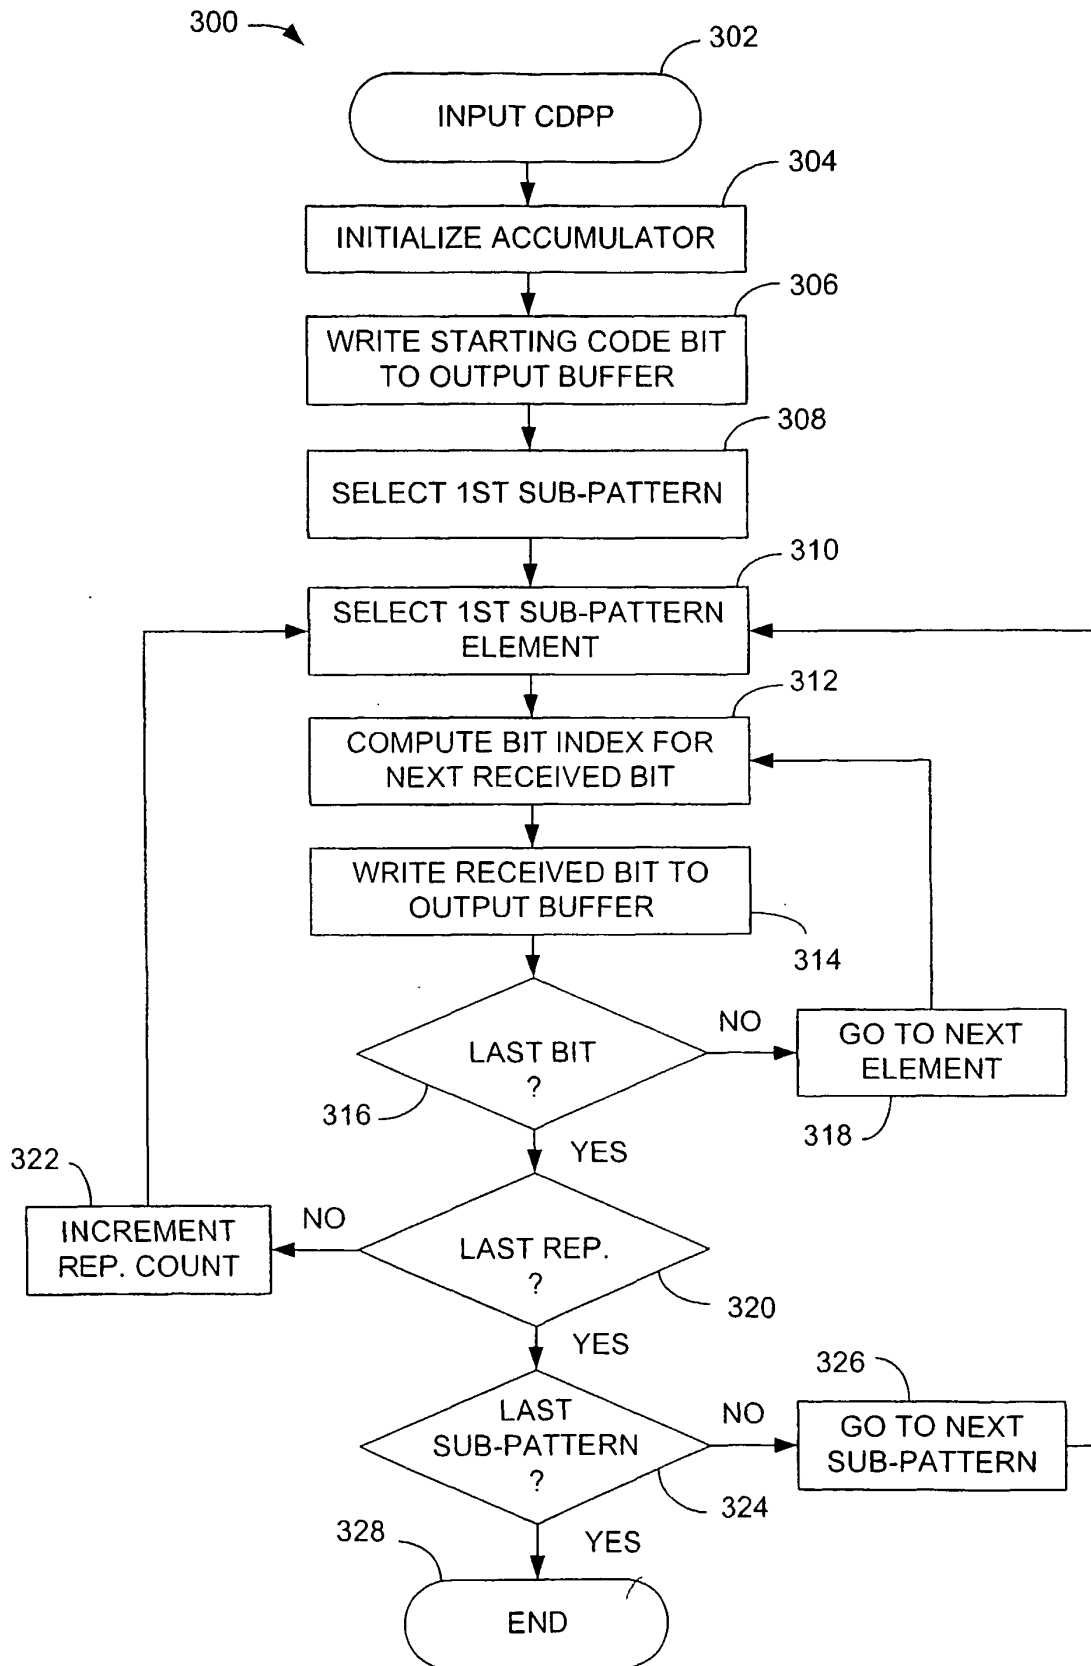 300
302
INPUT CDPP
304
INITIALIZE ACCUMULATOR
306
WRITE STARTING CODE BIT
TO OUTPUT BUFFER
308
SELECT 1ST SUB-PATTERN
310
SELECT 1ST SUB-PATTERN
ELEMENT
312
COMPUTE BIT INDEX FOR
NEXT RECEIVED BIT
WRITE RECEIVED BIT TO
OUTPUT BUFFER
314
LAST BIT
?
316
NO
GO TO NEXT
ELEMENT
318
YES
322
INCREMENT
REP. COUNT
NO
LAST REP.
?
320
YES
326
LAST
SUB-PATTERN
?
NO
GO TO NEXT
SUB-PATTERN
324
YES
328
END